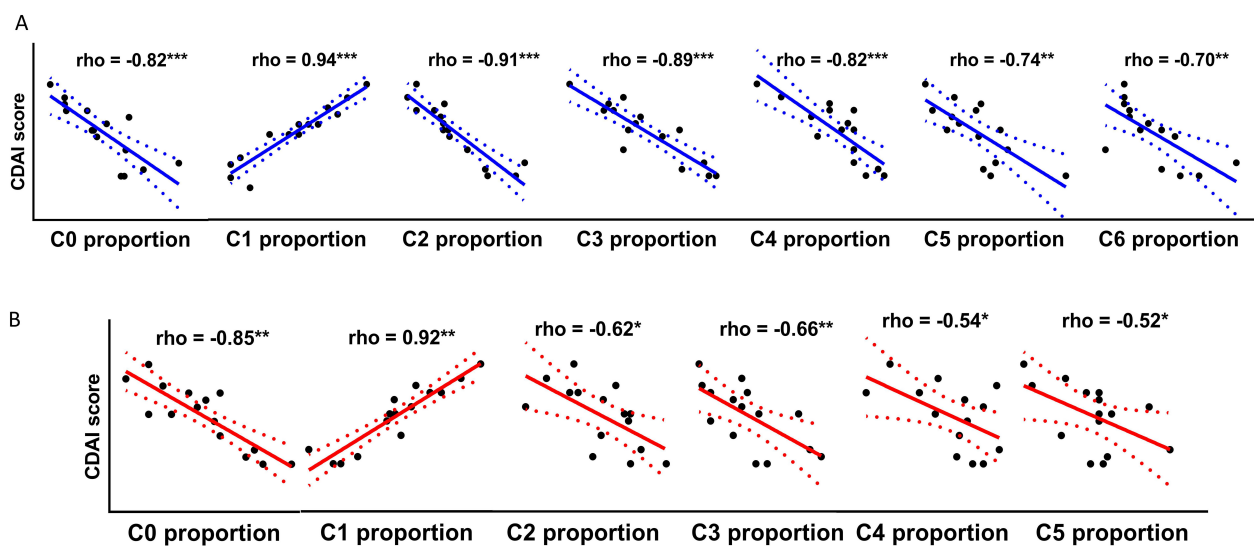 A
rho = -0.82*** rho = 0.94*** rho = -0.91*** rho = -0.89*** rho = -0.82*** rho = -0.74** rho = -0.70**
CDAI score
C0 proportion C1 proportion C2 proportion C3 proportion C4 proportion C5 proportion C6 proportion
B
rho = -0.85** rho = 0.92** rho = -0.62* rho = -0.66** rho = -0.54* rho = -0.52*
CDAI score
C0 proportion C1 proportion C2 proportion C3 proportion C4 proportion C5 proportion